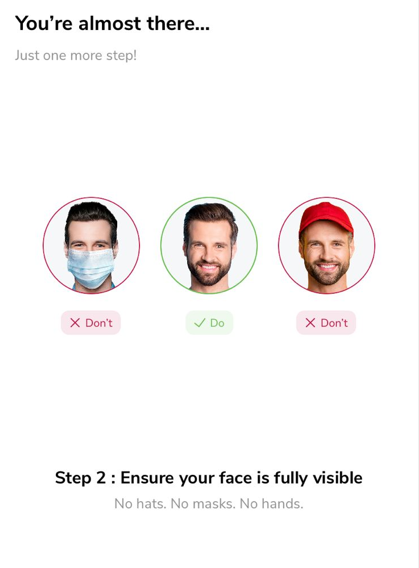 You’re almost there...
Just one more step!
Don’t
Do
Don’t
Step 2 : Ensure your face is fully visible
No hats. No masks. No hands.